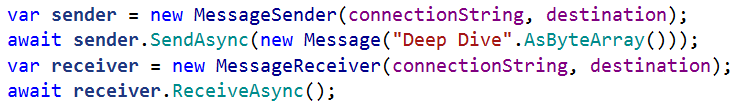 var sender = new MessageSender(connectionString, destination);
await sender.SendAsync(new Message("Deep Dive".AsByteArray()));
var receiver = new MessageReceiver(connectionString, destination);
await receiver.ReceiveAsync();